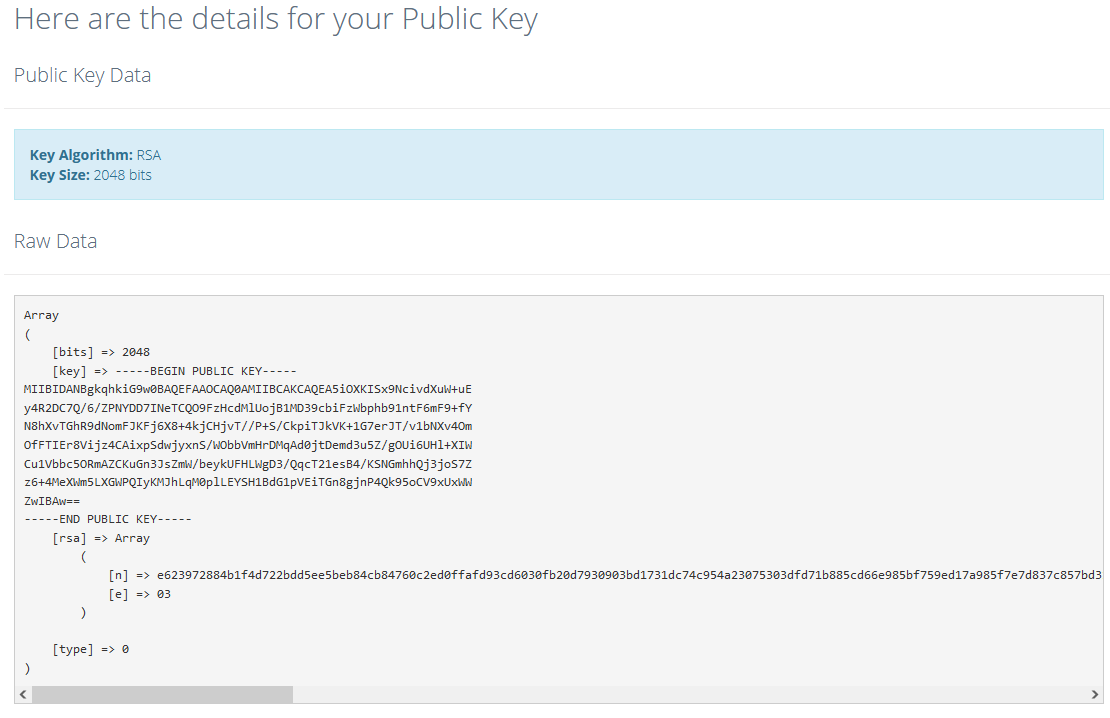 Here are the details for your Public Key
Public Key Data
Key Algorithm: RSA
Key Size: 2048 bits
Raw Data
Array
(
[bits] => 2048
[key] => -----BEGIN PUBLIC KEY-----
MIIBIDANBgkqhkiG9w0BAQEFAAOCAQ0AMIIBCAKCAQEA5iOXKISx9NcivdXuW+uE
y4R2DC7Q/6/ZPNYDD7INeTCQO9FzHcdMlUojB1MD39cbiFzWbphb91ntF6mF9+fY
N8hXvTGhR9dNomFJKFj6X8+4kjCHjvT//P+S/CkpiTJkVK+1G7erJT/v1bNXv4Om
OfFTIEr8Vijz4CAixpSdwjyxnS/WObbVmHrDMqAd0jtDemd3u5Z/gOUi6UHl+XIW
Cu1Vbbc5ORmAZCKuGn3JsZmW/beykUFHLWgD3/QqcT21esB4/KSNGmhhQj3joS7Z
z6+4MeXWm5LXGWPQIyKMJhLqM0plLEYSH1BdG1pVEiTGn8gjnP4Qk95oCV9xUxWW
ZwIBAw==
-----END PUBLIC KEY-----
[rsa] => Array
(
[n] => e623972884b1f4d722bdd5ee5beb84cb84760c2ed0ffafd93cd6030fb20d7930903bd1731dc74c954a23075303dfd71b885cd66e985bf759ed17a985f7e7d837c857bd3
[e] => 03
)
[type] => 0
)